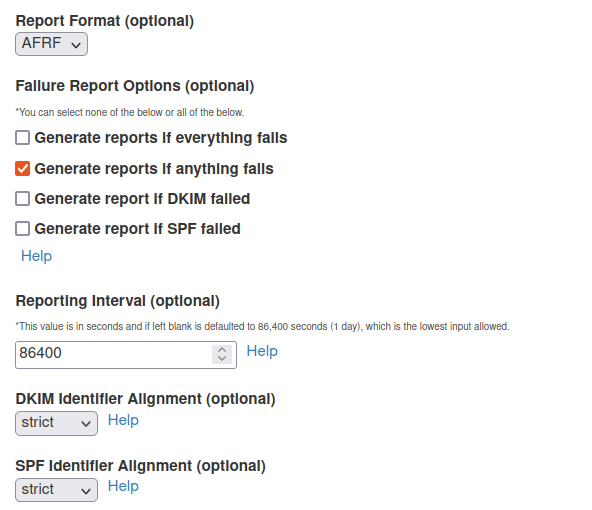 Report Format (optional)
AFRF
Failure Report Options (optional)
*You can select none of the below or all of the below.
Generate reports if everything fails
Generate reports if anything fails
Generate report if DKIM failed
Generate report if SPF failed
Help
Reporting Interval (optional)
*This value is in seconds and if left blank is defaulted to 86,400 seconds (1 day), which is the lowest input allowed.
86400 Help
DKIM Identifier Alignment (optional)
strict Help
SPF Identifier Alignment (optional)
strict Help